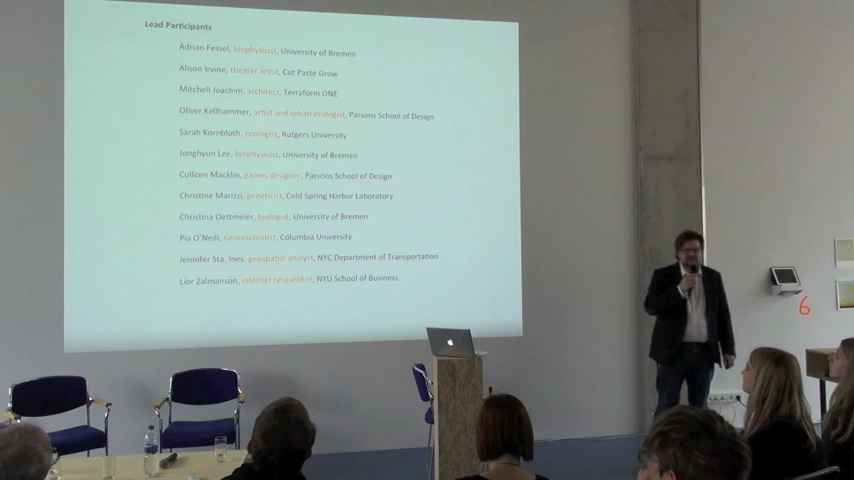 Lead Participants
Adrian Fessel, biophysicist, University of Bremen
Alison Irvine, theater artist, Cut Paste Grow
Mitchell Joachim, architect, Terraform ONE
Oliver Kellhammer, artist and urban ecologist, Parsons School of Design
Sarah Kornbluth, ecologist, Rutgers University
Jonghyun Lee, biophysicist, University of Bremen
Colleen Macklin, games designer, Parsons School of Design
Christine Marizzi, geneticist, Cold Spring Harbor Laboratory
Christina Oettmeier, biologist, University of Bremen
Pia O'Neill, neuroscientist, Columbia University
Jennifer Sta. Ines, geospatial analyst, NYC Department of Transportation
Lior Zalmanson, internet researcher, NYU School of Business
6